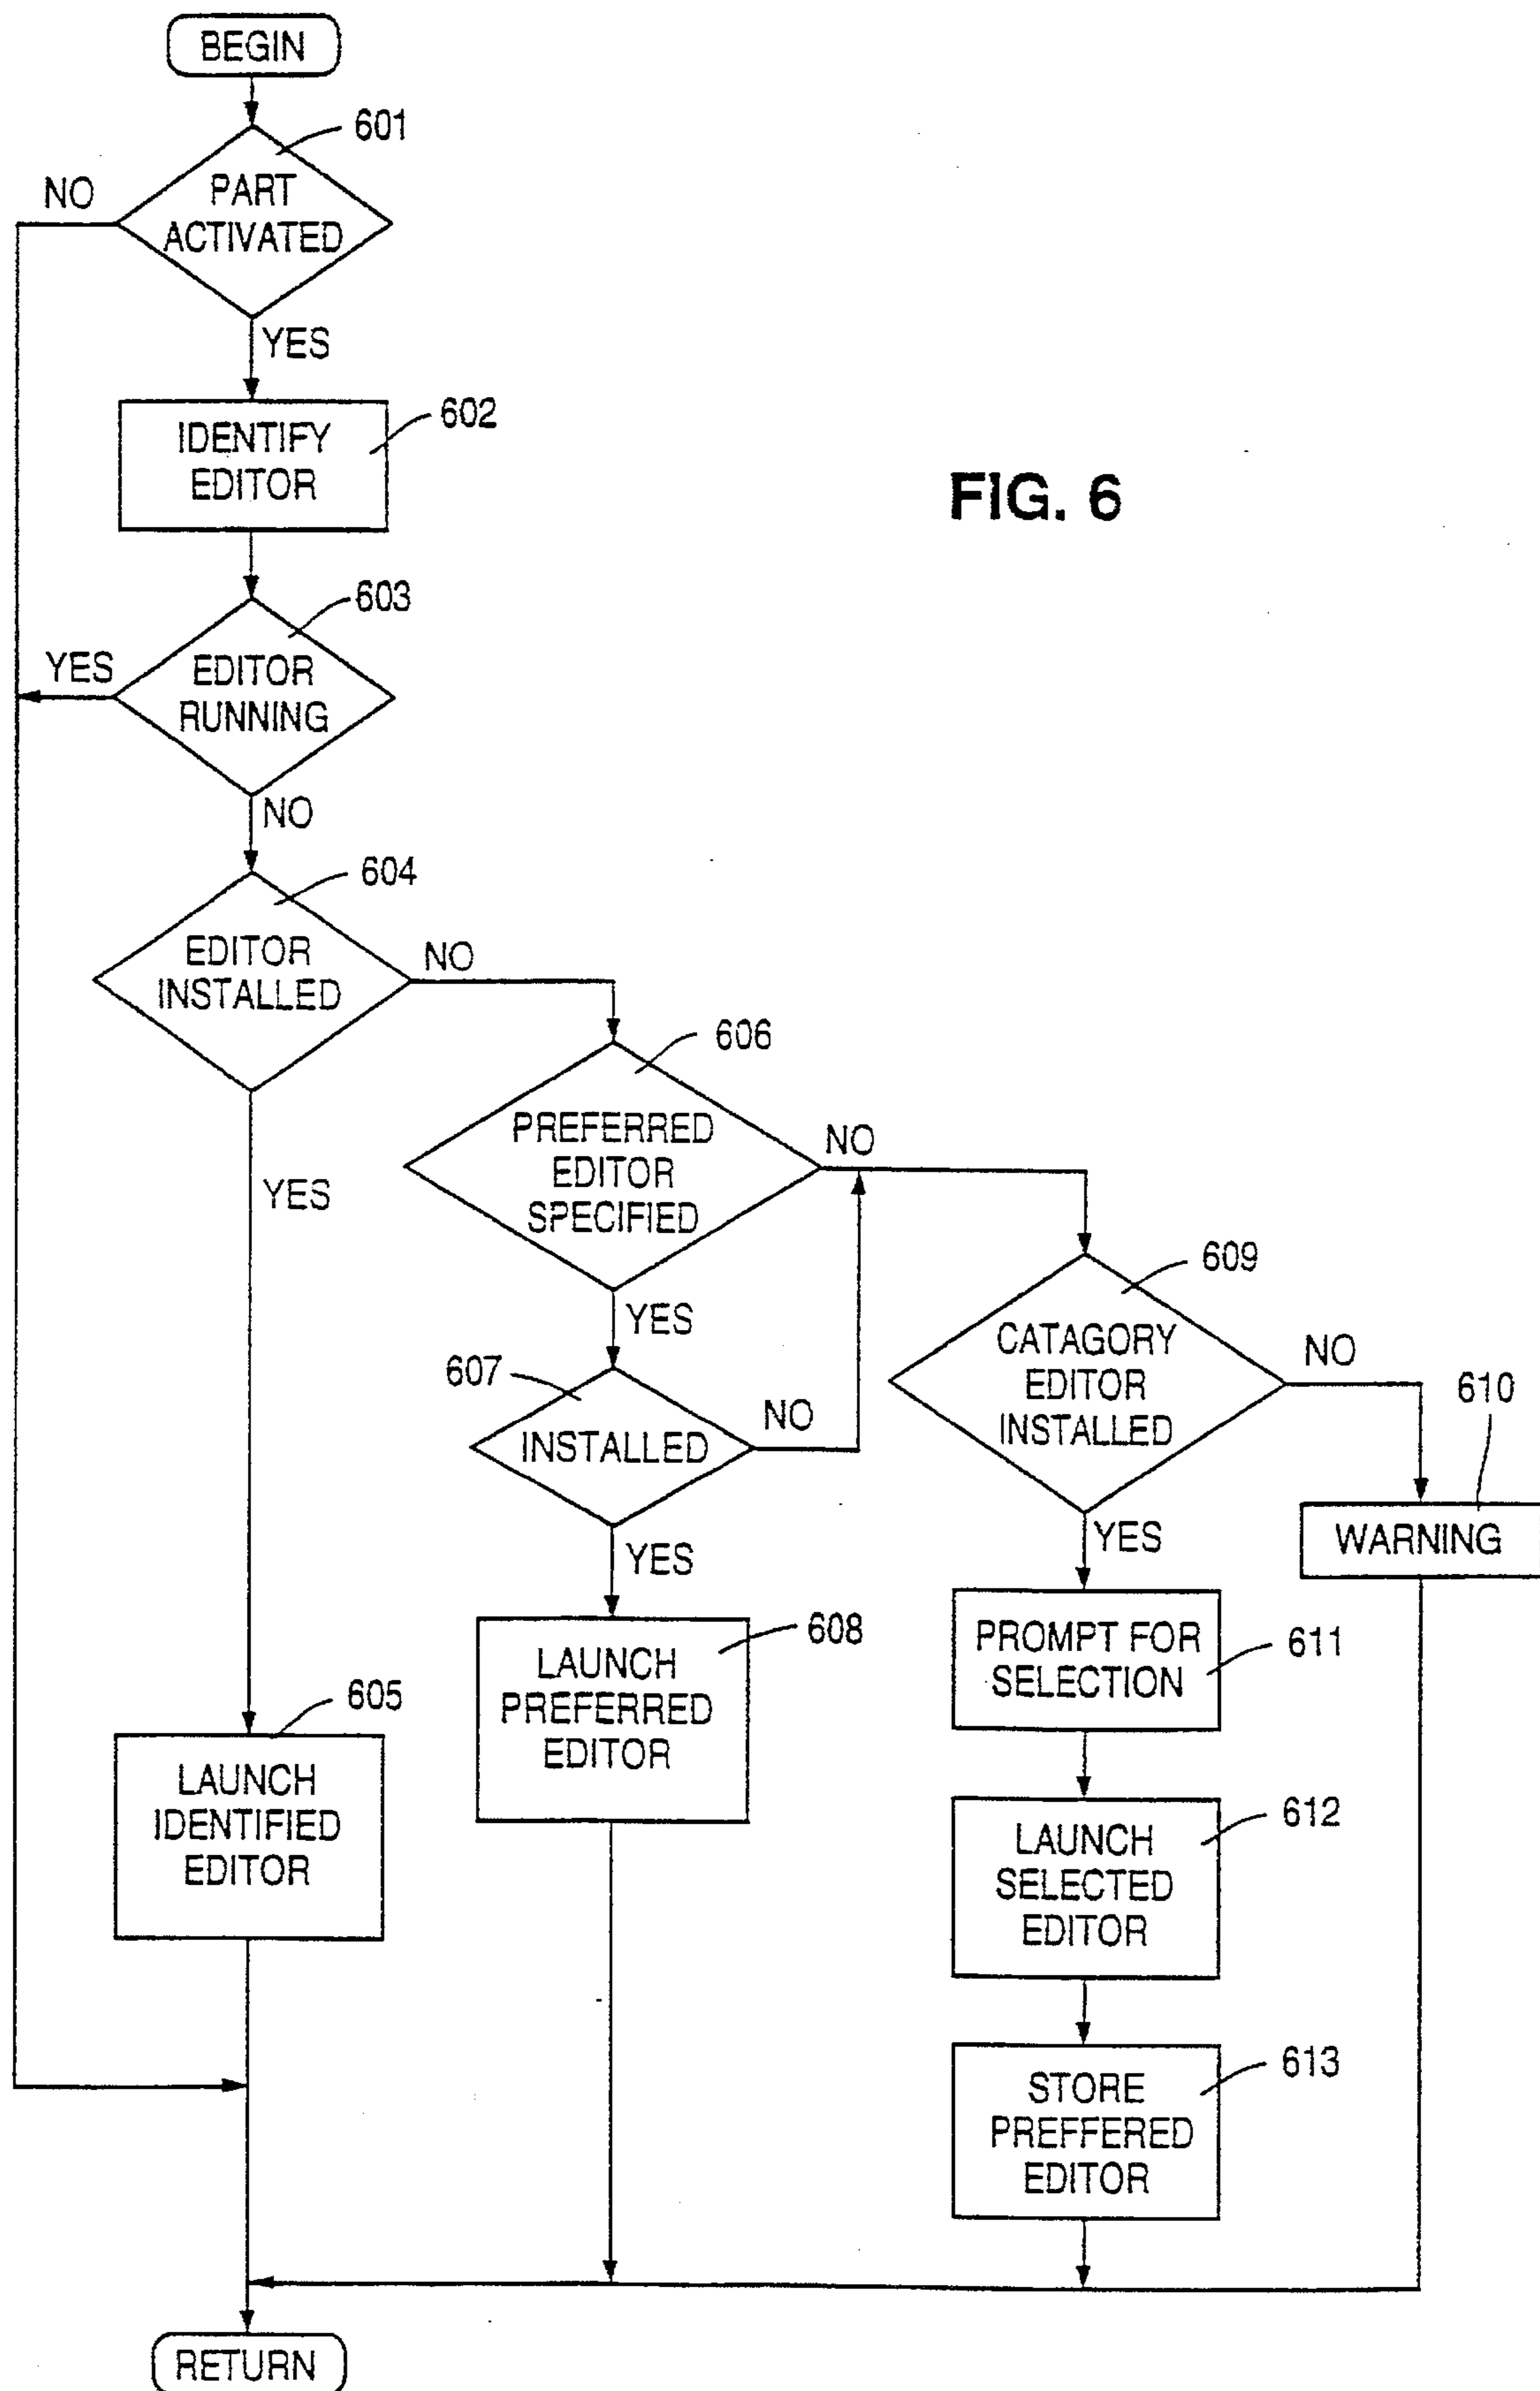 BEGIN
601
NO
PART
ACTIVATED
YES
602
IDENTIFY
EDITOR
FIG. 6
603
YES
EDITOR
RUNNING
NO
604
EDITOR
INSTALLED
NO
606
PREFERRED
EDITOR
SPECIFIED
NO
YES
YES
609
CATAGORY
EDITOR
INSTALLED
NO
607
INSTALLED
NO
610
WARNING
YES
YES
608
LAUNCH
PREFERRED
EDITOR
PROMPT FOR
SELECTION
611
605
LAUNCH
IDENTIFIED
EDITOR
612
LAUNCH
SELECTED
EDITOR
613
STORE
PREFFERED
EDITOR
RETURN